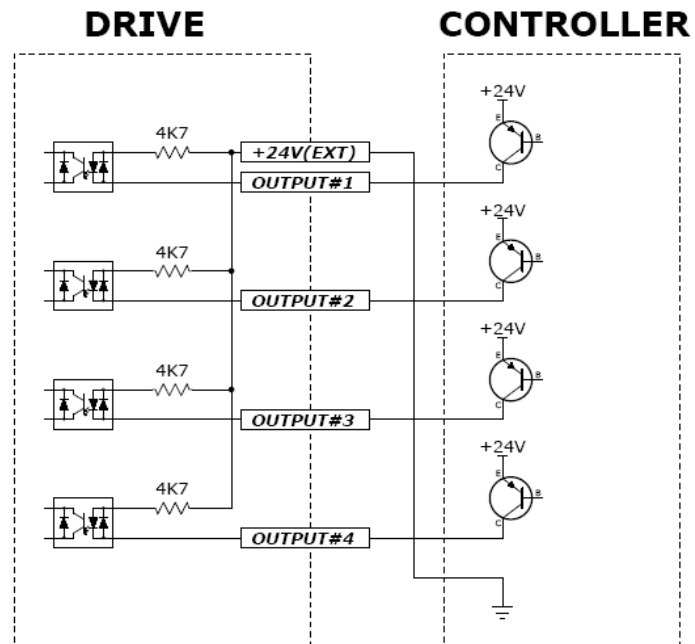 DRIVE CONTROLLER
+24V
E
B
C
4K7
+24V(EXT)
OUTPUT#1
+24V
E
B
C
4K7
OUTPUT#2
+24V
E
B
C
4K7
OUTPUT#3
+24V
E
B
C
4K7
OUTPUT#4